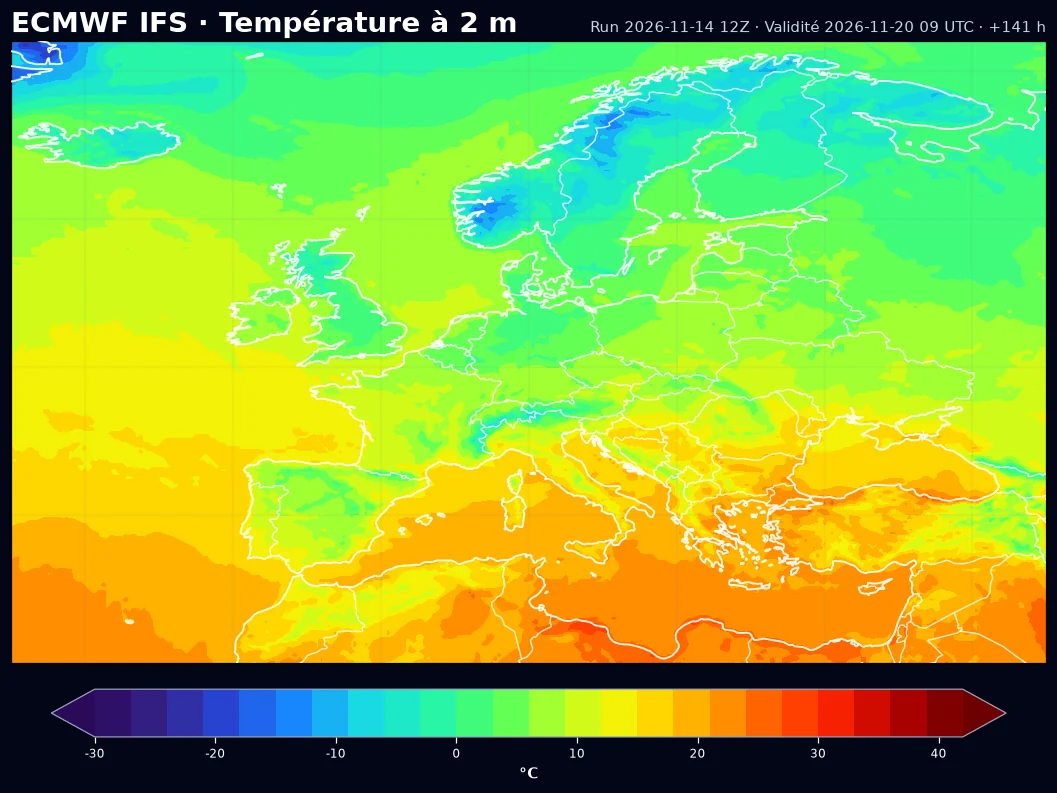 ECMWF IFS · Température à 2 m
Run 2026-11-14 12Z · Validité 2026-11-20 09 UTC · +141 h
-30 -20 -10 0 10 20 30 40
°C